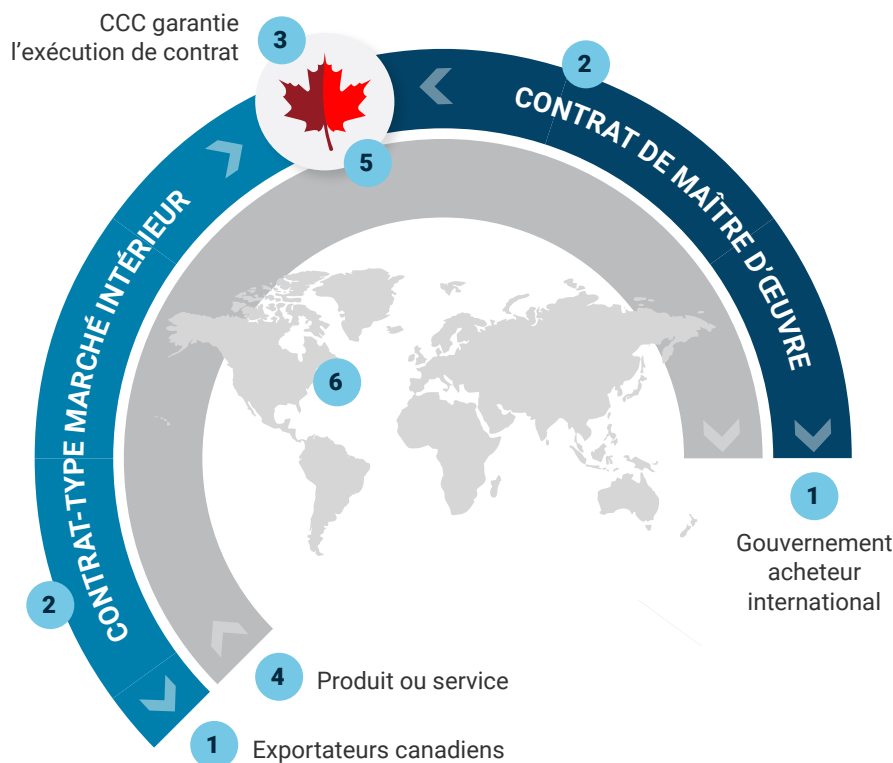 CCC garantie
l'exécution de contrat
3
2
CONTRAT DE MAÎTRE D'ŒUVRE
5
CONTRAT-TYPE MARCHÉ INTÉRIEUR
6
1
Gouvernement
acheteur
international
2
4
Produit ou service
1
Exportateurs canadiens